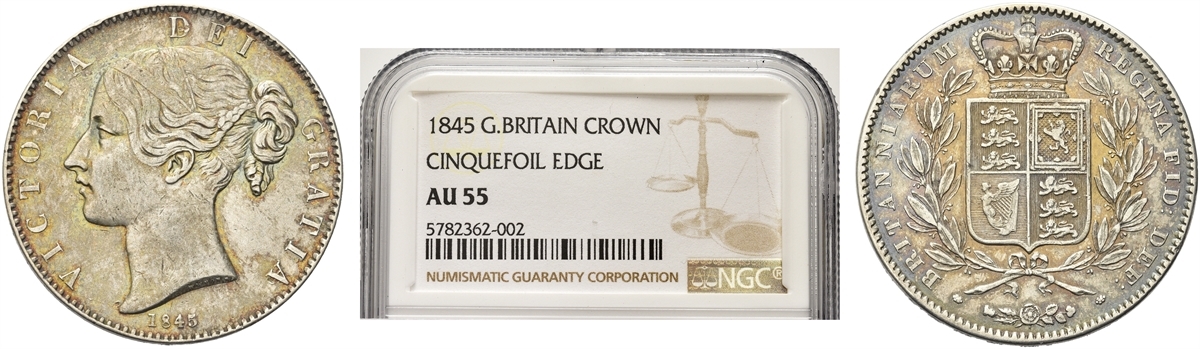 VICTORIA DEI GRATIA
1845
1845 G.BRITAIN CROWN
CINQUEFOIL EDGE
AU 55
5782362-002
NUMISMATIC GUARANTY CORPORATION
NGC®
BRITANNIARUM REGINA FID: DEF: